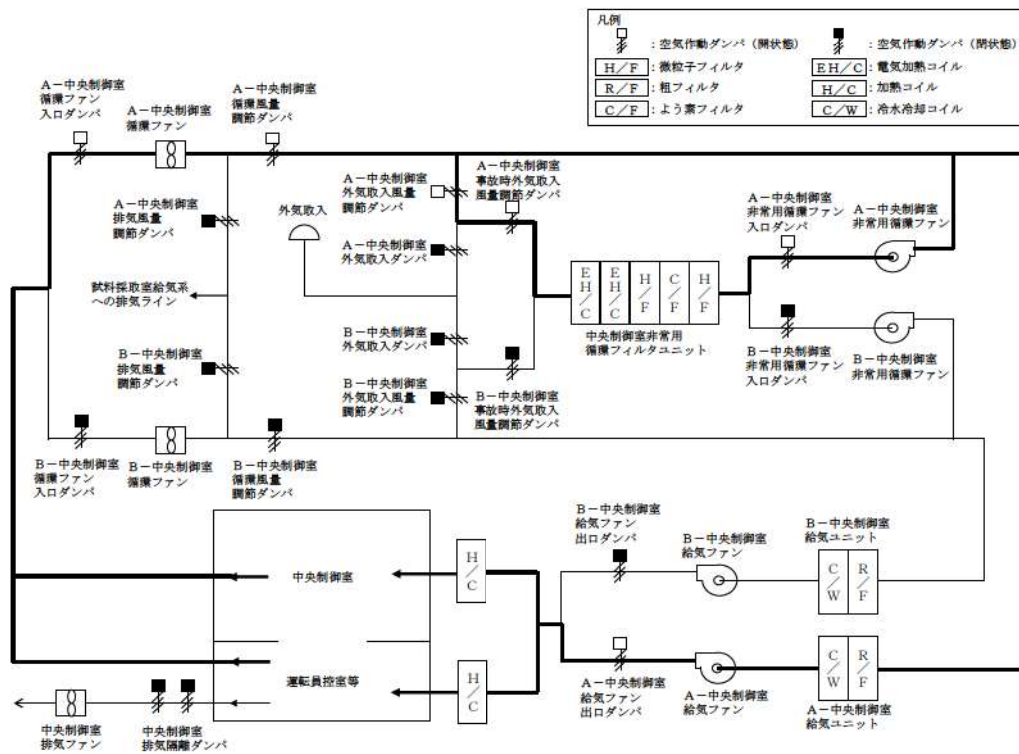 凡例
:空気作動ダンパ(開状態)
:空気作動ダンパ(閉状態)
H/F
:微粒子フィルタ
EH/C
:電気加熱コイル
R/F
:粗フィルタ
H/C
:加熱コイル
C/F
:よう素フィルタ
C/W
:冷水冷却コイル
A-中央制御室
循環ファン
入口ダンパ
A-中央制御室
循環ファン
A-中央制御室
循環風量
調節ダンパ
A-中央制御室
排気風量
調節ダンパ
外気取入
A-中央制御室
外気取入風量
調節ダンパ
A-中央制御室
事故時外気取入
風量調節ダンパ
A-中央制御室
外気取入ダンパ
A-中央制御室
非常用循環ファン
入口ダンパ
A-中央制御室
非常用循環ファン
試料採取室給気系
への排気ライン
EH/C
EH/C
H/F
C/F
H/F
中央制御室非常用
循環フィルタユニット
B-中央制御室
排気風量
調節ダンパ
B-中央制御室
外気取入ダンパ
B-中央制御室
外気取入風量
調節ダンパ
B-中央制御室
事故時外気取入
風量調節ダンパ
B-中央制御室
非常用循環ファン
入口ダンパ
B-中央制御室
非常用循環ファン
B-中央制御室
循環ファン
入口ダンパ
B-中央制御室
循環ファン
B-中央制御室
循環風量
調節ダンパ
B-中央制御室
給気ファン
出口ダンパ
B-中央制御室
給気ファン
B-中央制御室
給気ユニット
C/W
R/F
中央制御室
H/C
運転員控室等
H/C
A-中央制御室
給気ファン
出口ダンパ
A-中央制御室
給気ファン
C/W
R/F
A-中央制御室
給気ユニット
中央制御室
排気ファン
中央制御室
排気隔離ダンパ